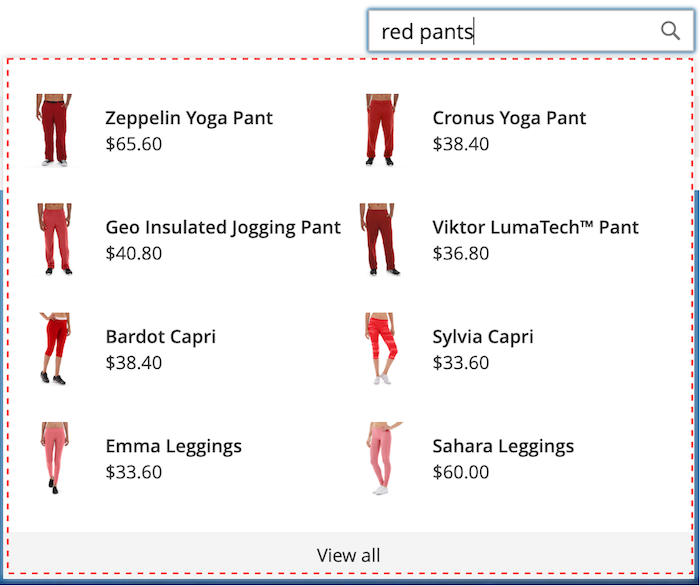 red pants
Zeppelin Yoga Pant
$65.60
Cronus Yoga Pant
$38.40
Geo Insulated Jogging Pant
$40.80
Viktor LumaTech™ Pant
$36.80
Bardot Capri
$38.40
Sylvia Capri
$33.60
Emma Leggings
$33.60
Sahara Leggings
$60.00
View all